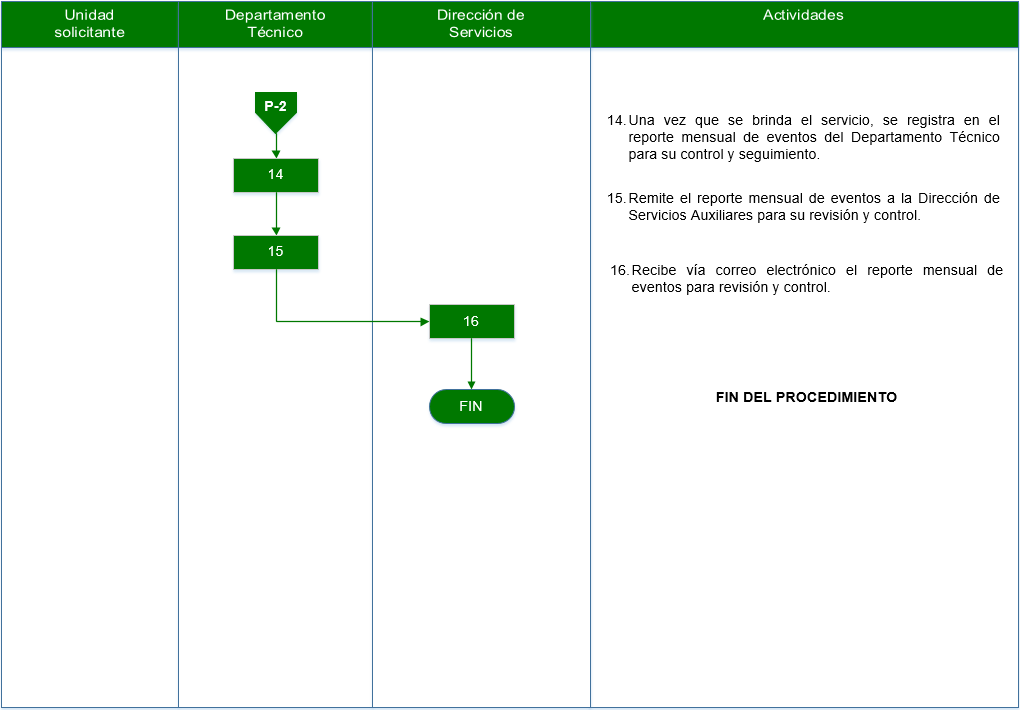 Unidad
solicitante
Departamento
Técnico
Dirección de
Servicios
Actividades
P-2
14
15
16
FIN
14. Una vez que se brinda el servicio, se registra en el
reporte mensual de eventos del Departamento Técnico
para su control y seguimiento.
15. Remite el reporte mensual de eventos a la Dirección de
Servicios Auxiliares para su revisión y control.
16. Recibe vía correo electrónico el reporte mensual de
eventos para revisión y control.
FIN DEL PROCEDIMIENTO